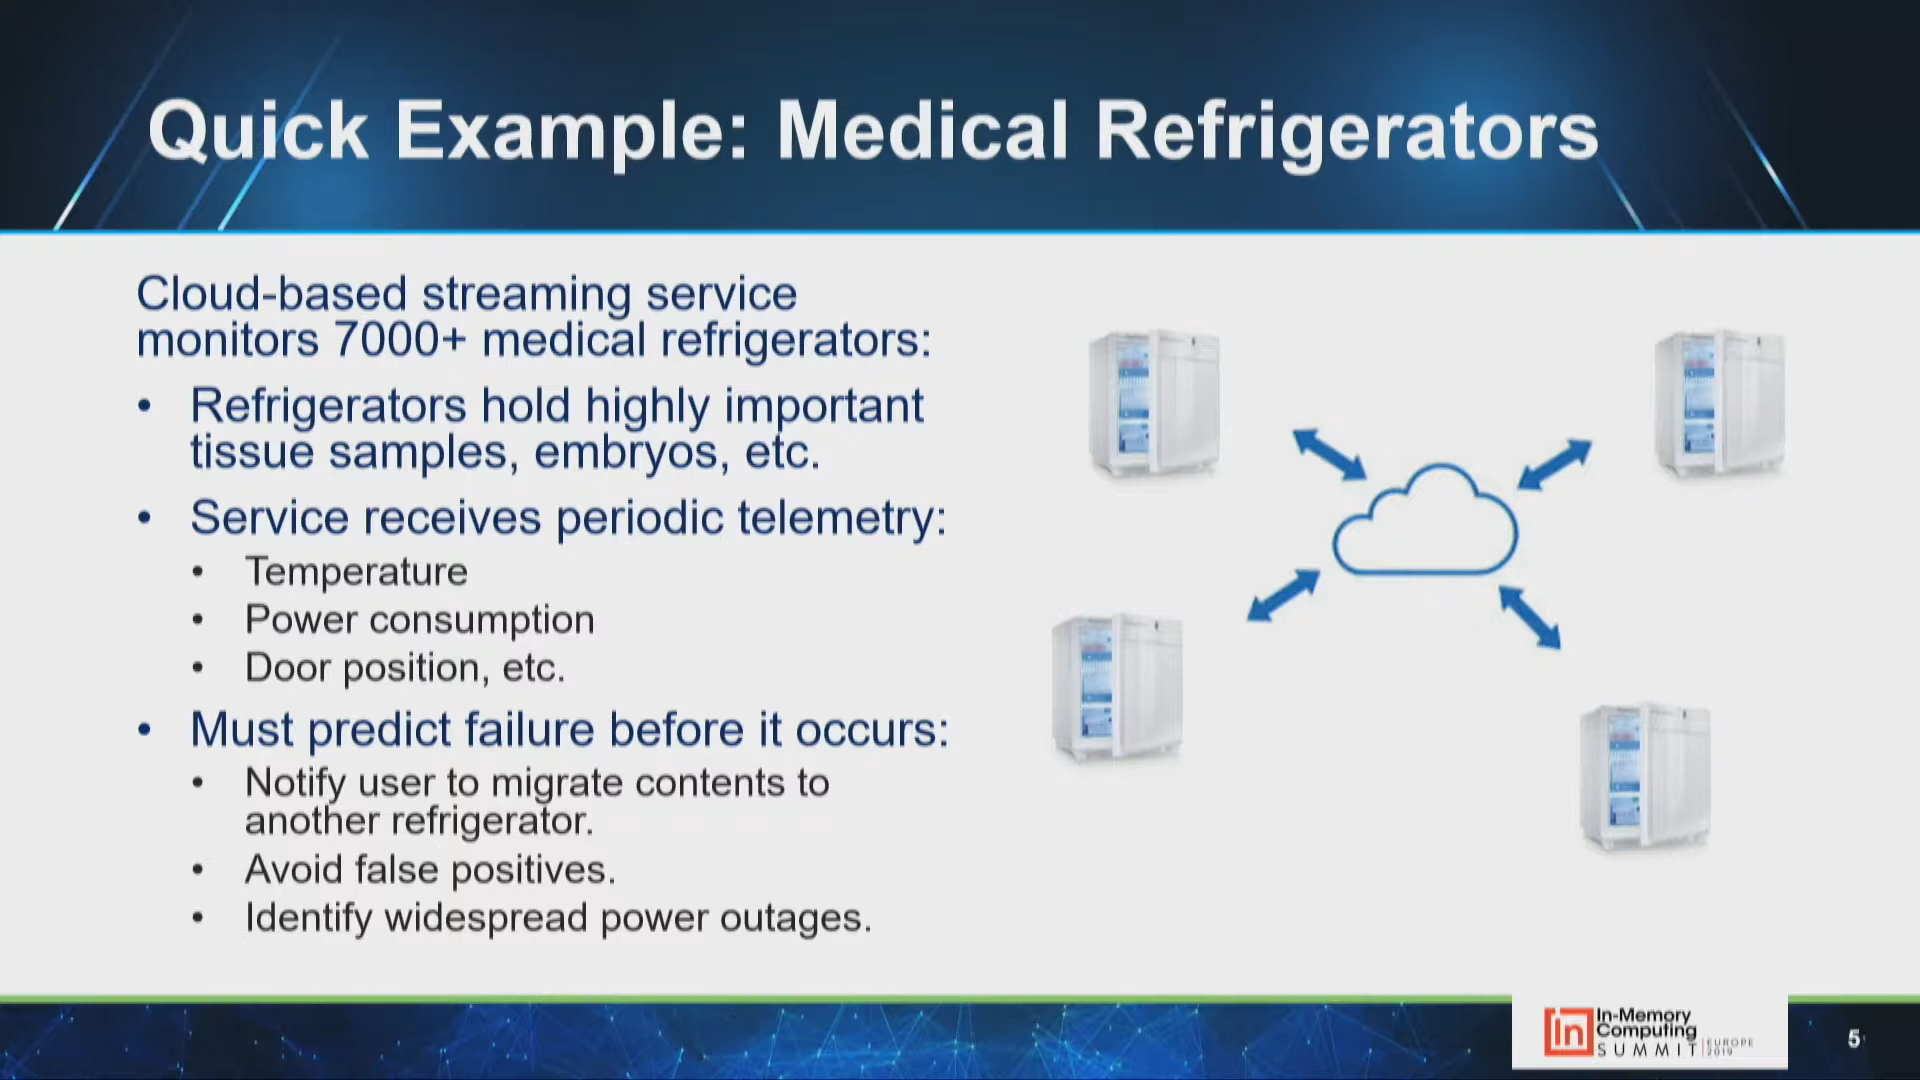 Quick Example: Medical Refrigerators
Cloud-based streaming service
monitors 7000+ medical refrigerators:
• Refrigerators hold highly important
tissue samples, embryos, etc.
• Service receives periodic telemetry:
• Temperature
• Power consumption
• Door position, etc.
• Must predict failure before it occurs:
• Notify user to migrate contents to
another refrigerator.
• Avoid false positives.
• Identify widespread power outages.
in
In-Memory
Computing
SUMMIT
EUROPE
2019
5